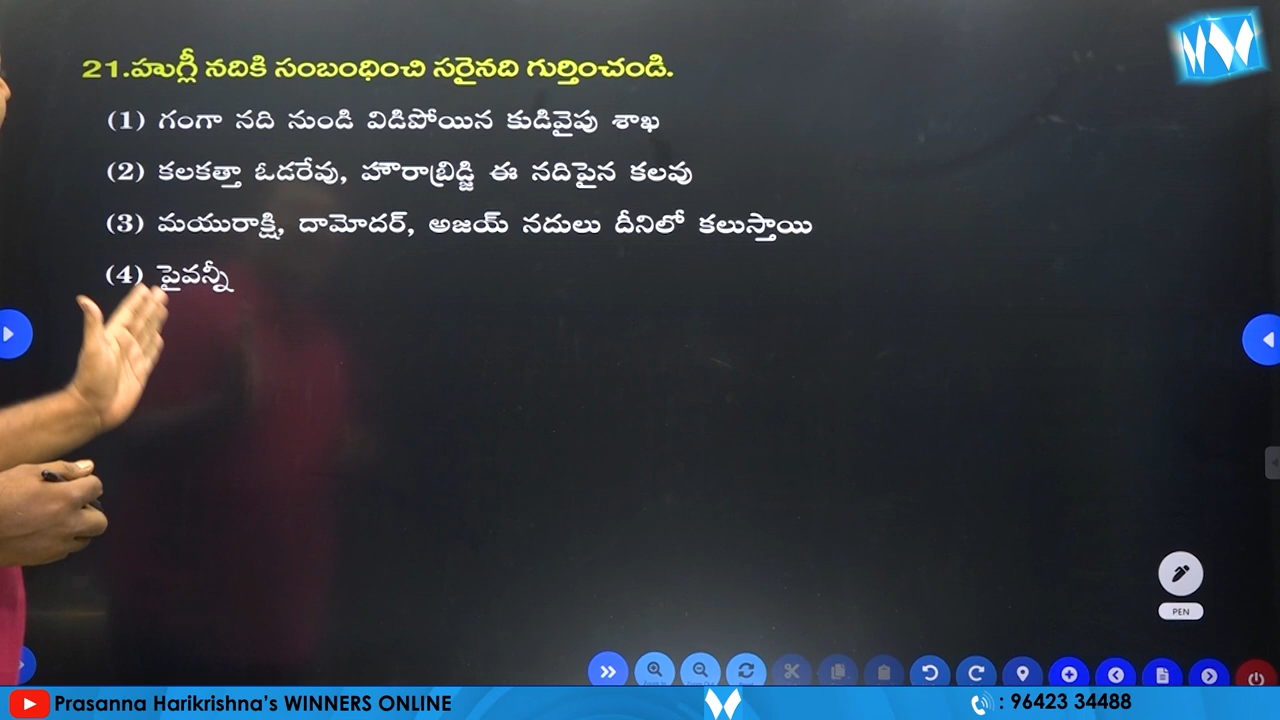 21.హుగ్లీ నదికి సంబంధించి సరైనది గుర్తించండి.
(1) గంగా నది నుండి విడిపోయిన కుడివైపు శాఖ
(2) కలకత్తా ఓడరేవు, హౌరాబ్రిడ్జి ఈ నదిపైన కలవు
(3) మయురాక్షి, దామోదర్, అజయ్ నదులు దీనిలో కలుస్తాయి
(4) పైవన్నీ
PEN
Prasanna Harikrishna's WINNERS ONLINE
: 96423 34488